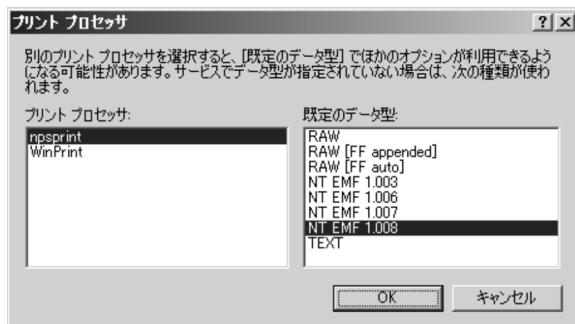 プリント プロセッサ
別のプリント プロセッサを選択すると、[既定のデータ型] でほかのオプションが利用できるよう
になる可能性があります。サービスでデータ型が指定されていない場合は、次の種類が使わ
れます。
プリント プロセッサ:
npsprint
WinPrint
既定のデータ型:
RAW
RAW [FF appended]
RAW [FF auto]
NT EMF 1.003
NT EMF 1.006
NT EMF 1.007
NT EMF 1.008
TEXT
OK
キャンセル